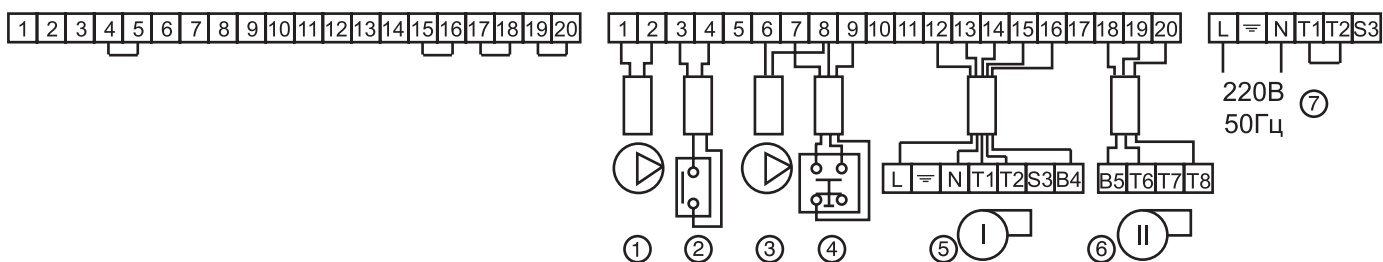 1 2 3 4 5 6 7 8 9 10 11 12 13 14 15 16 17 18 19 20
1 2 3 4 5 6 7 8 9 10 11 12 13 14 15 16 17 18 19 20
L N T1 T2 S3
220В
50Гц
7
L N T1 T2 S3 B4
B5 T6 T7 T8
I
II
1 2 3 4 5 6